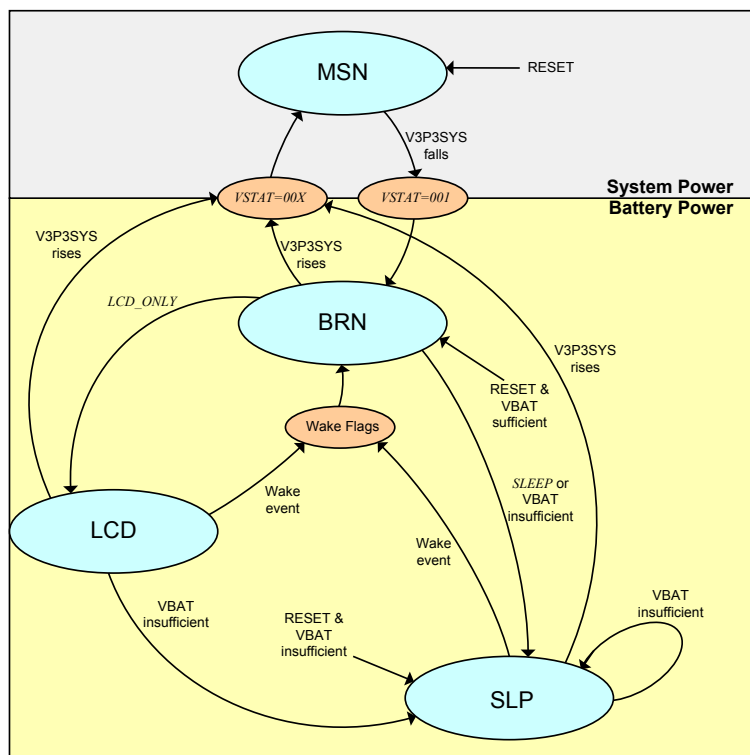 MSN
RESET
V3P3SYS
falls
VSTAT=00X
VSTAT=001
System Power
Battery Power
V3P3SYS
rises
V3P3SYS
rises
LCD_ONLY
BRN
V3P3SYS
rises
RESET &
VBAT
sufficient
Wake Flags
SLEEP or
VBAT
insufficient
Wake
event
LCD
Wake
event
VBAT
insufficient
RESET &
VBAT
insufficient
VBAT
insufficient
SLP